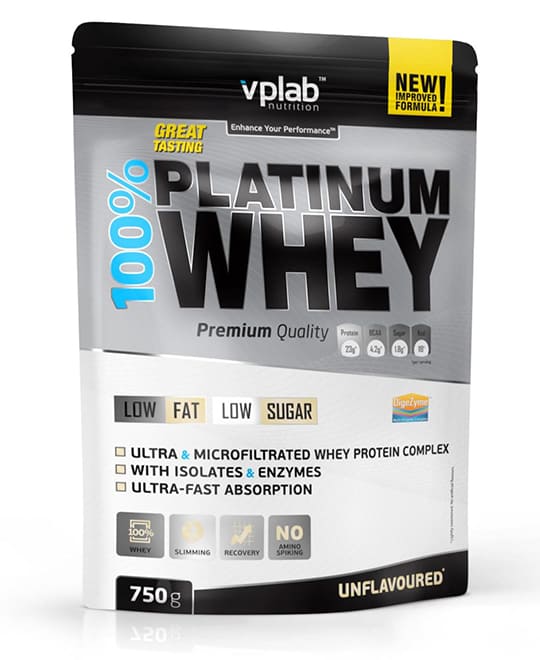 vplab™
nutrition
NEW!
IMPROVED
FORMULA
Enhance Your Performance™
GREAT
TASTING
100%
PLATINUM
WHEY
Premium Quality
Protein BCAA Sugar
23g* 4.2g* 1.8g*
LOW FAT LOW SUGAR
DigeZyme
ULTRA & MICROFILTRATED WHEY PROTEIN COMPLEX
WITH ISOLATES & ENZYMES
ULTRA-FAST ABSORPTION
100%
WHEY
SLIMMING
RECOVERY
NO
AMINO
SPIKING
750g
UNFLAVOURED*